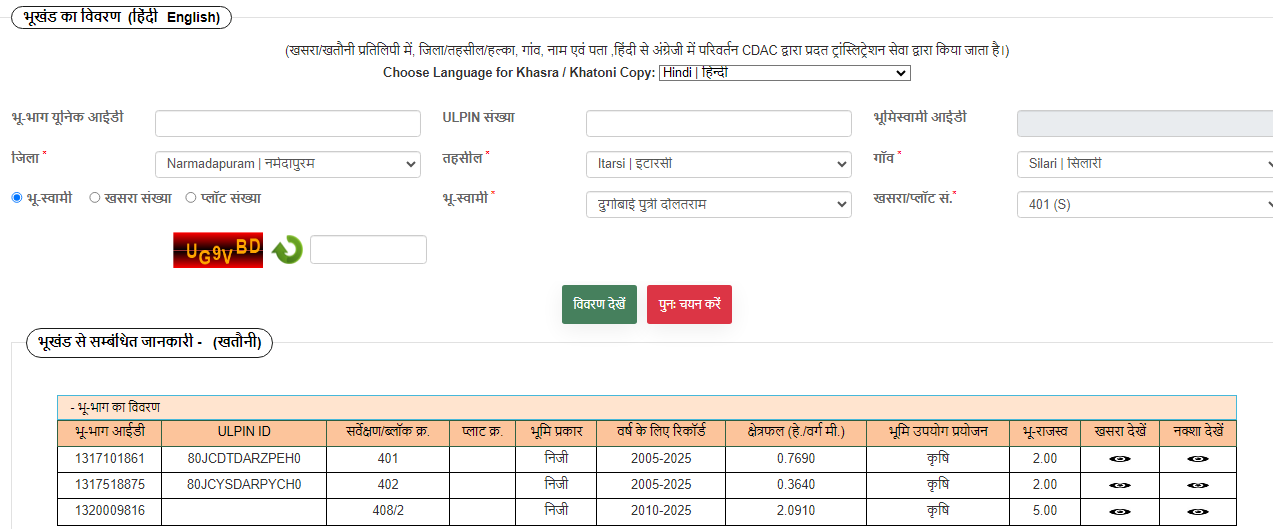 भूखंड का विवरण (हिंदी English)
(खसरा/खतौनी प्रतिलिपी में, जिला/तहसील/हल्का, गांव, नाम एवं पता ,हिंदी से अंग्रेजी में परिवर्तन CDAC द्वारा प्रदत ट्रांस्लिट्रेशन सेवा द्वारा किया जाता है।)
Choose Language for Khasra / Khatoni Copy: Hindi | हिन्दी
भू-भाग यूनिक आईडी ULPIN संख्या भूमिस्वामी आईडी
जिला * Narmadapuram | नर्मदापुरम तहसील * Itarsi | इटारसी गाँव * Silari | सिलारी
भू-स्वामी खसरा संख्या प्लॉट संख्या भू-स्वामी * दुर्गाबाई पुत्री दौलतराम खसरा/प्लॉट सं.* 401 (S)
UG9VBD
विवरण देखें पुनः चयन करें
भूखंड से सम्बंधित जानकारी - (खतौनी)
- भू-भाग का विवरण
भू-भाग आईडी ULPIN ID सर्वेक्षण/ब्लॉक क्र. प्लाट क्र. भूमि प्रकार वर्ष के लिए रिकॉर्ड क्षेत्रफल (हे./वर्ग मी.) भूमि उपयोग प्रयोजन भू-राजस्व खसरा देखें नक्शा देखें
1317101861 80JCDTDARZPEH0 401 निजी 2005-2025 0.7690 कृषि 2.00
1317518875 80JCYSDARPYCH0 402 निजी 2005-2025 0.3640 कृषि 2.00
1320009816 408/2 निजी 2010-2025 2.0910 कृषि 5.00